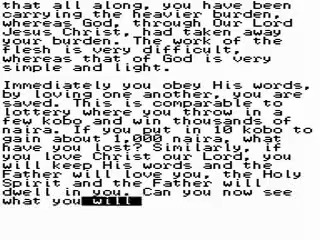 that all along, you have been
carrying the heavier burden,
whereas God, through Our Lord
Jesus Christ, had taken away
your burden. The work of the
flesh is very difficult,
whereas that of God is very
simple and light.
Immediately you obey His words,
by loving one another, you are
saved. This is comparable to
lottery where you throw in a
few kobo and win thousands of
naira. If you put in 10 kobo to
gain about 1,000 naira, what
have you lost? Similarly, if
you love Christ our Lord, you
will keep His words and the
Father will love you, the Holy
Spirit and the Father will
dwell in you. Can you now see
what you will